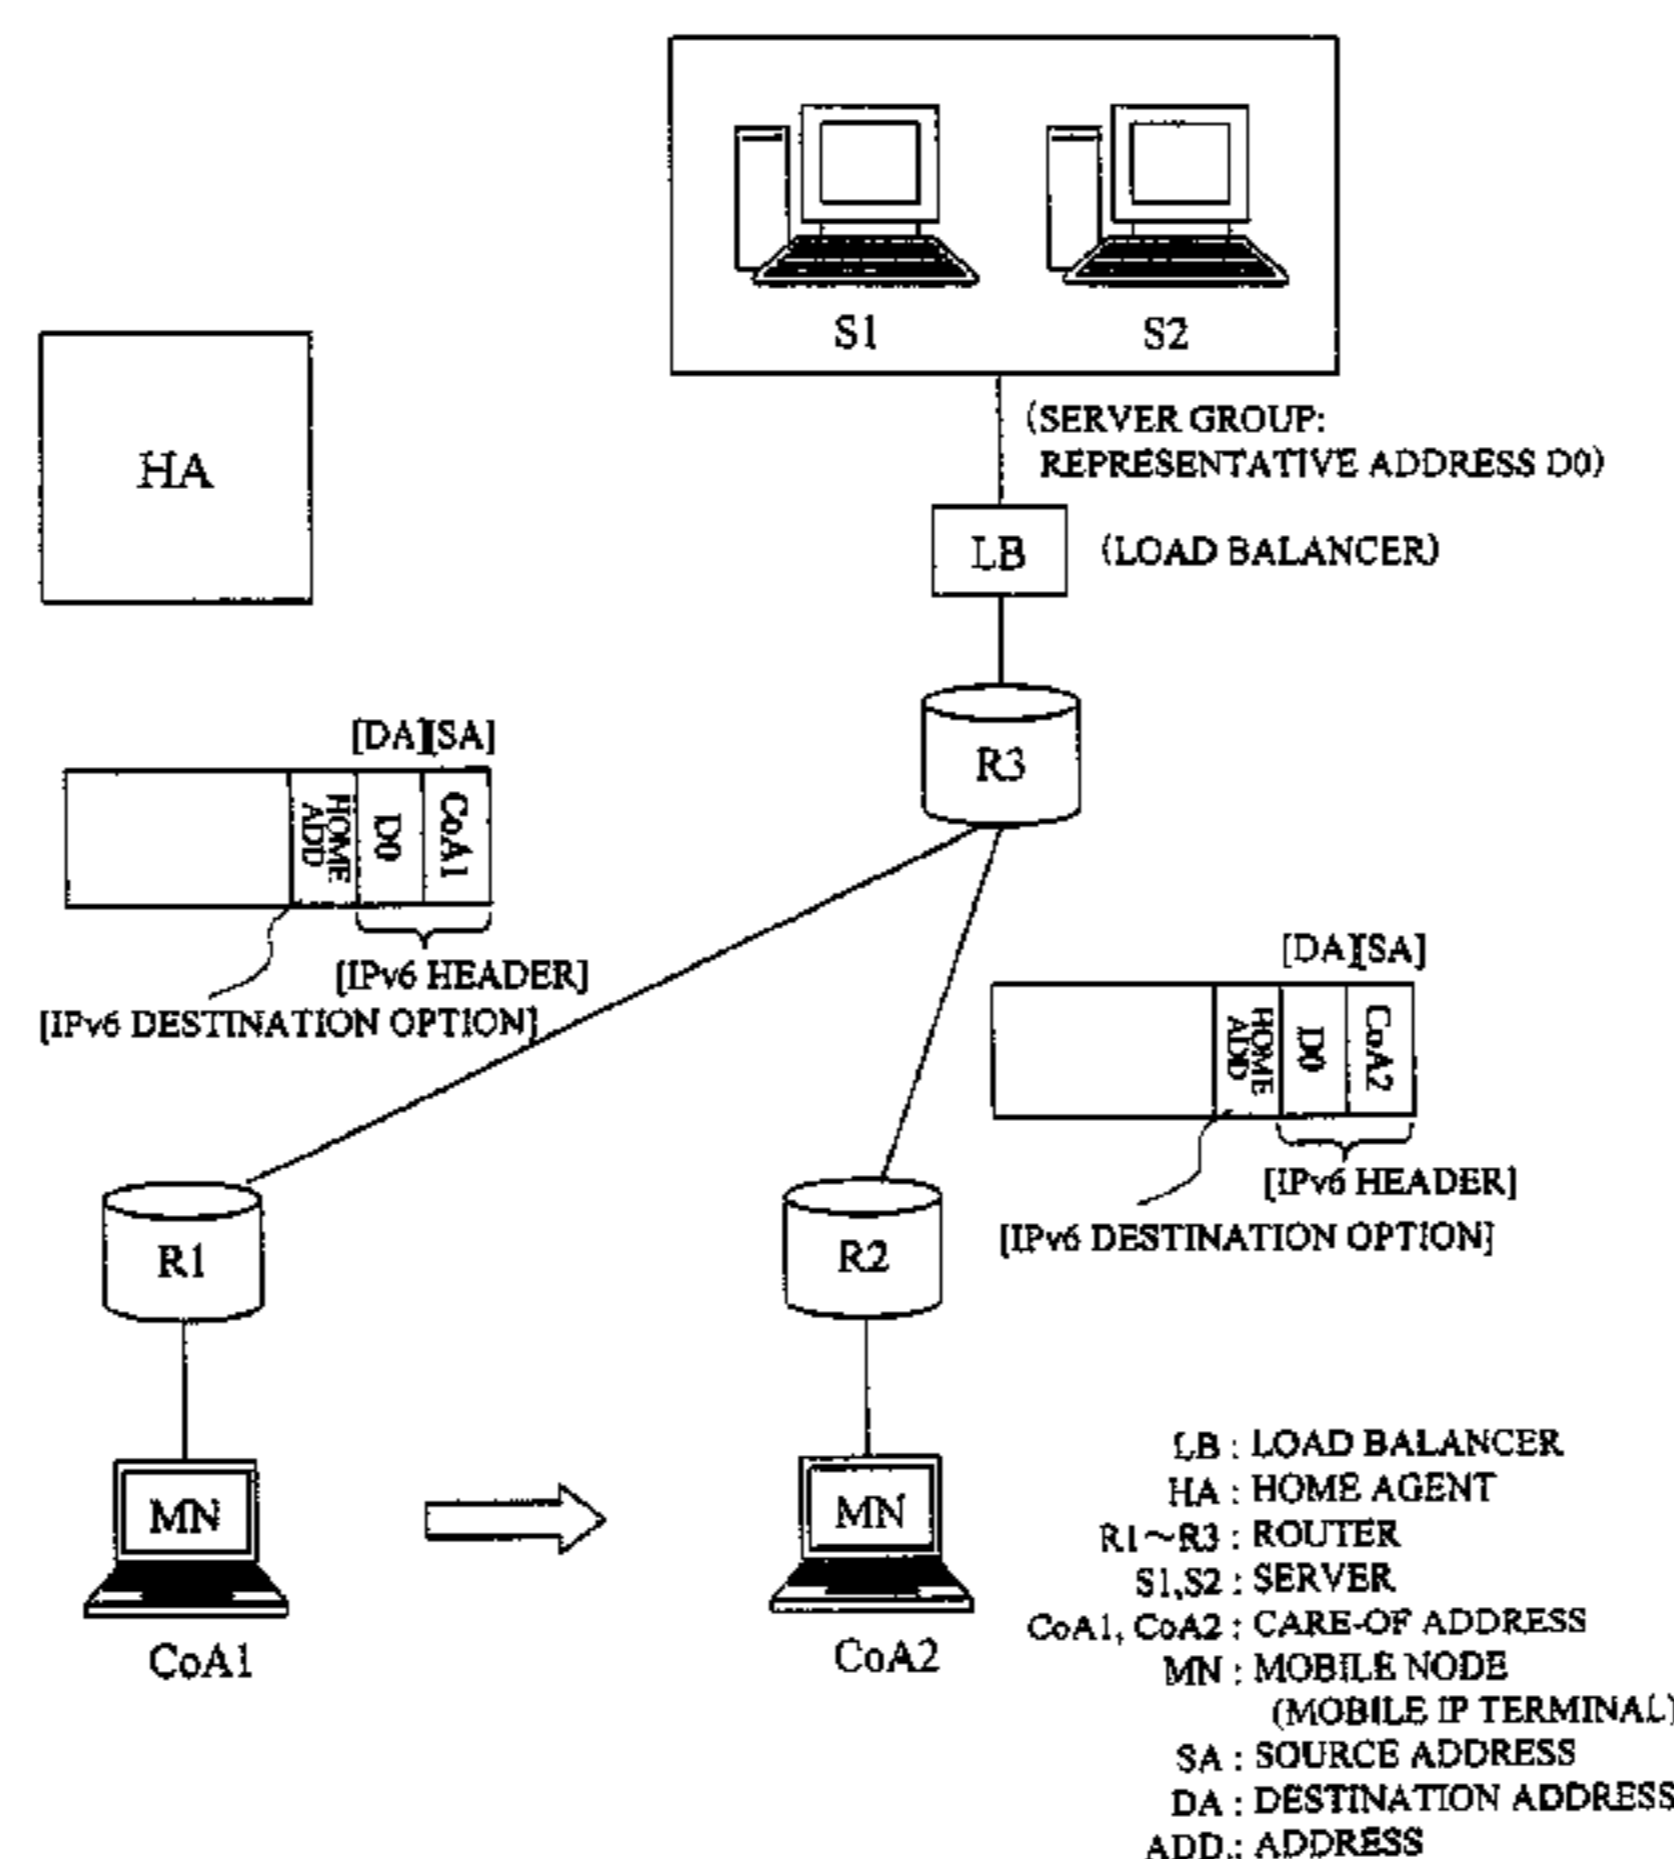 S1
S2
HA
(SERVER GROUP:
REPRESENTATIVE ADDRESS D0)
LB
(LOAD BALANCER)
R3
[DA][SA]
HOME
ADD
D0
CoA1
[IPv6 HEADER]
[IPv6 DESTINATION OPTION]
[DA][SA]
HOME
ADD
D0
CoA2
[IPv6 HEADER]
[IPv6 DESTINATION OPTION]
R1
R2
MN
MN
CoA1
CoA2
LB : LOAD BALANCER
HA : HOME AGENT
R1~R3 : ROUTER
S1,S2 : SERVER
CoA1, CoA2 : CARE-OF ADDRESS
MN : MOBILE NODE
(MOBILE IP TERMINAL)
SA : SOURCE ADDRESS
DA : DESTINATION ADDRESS
ADD.: ADDRESS